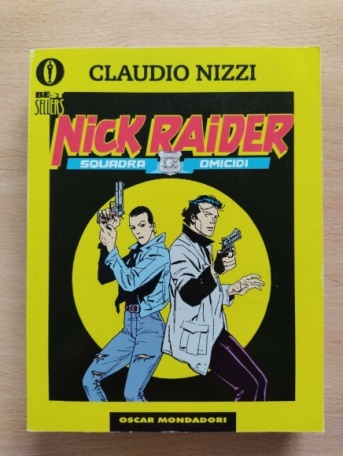 CLAUDIO NIZZI
BEST
SELLERS
NICK RAIDER
SQUADRA OMICIDI
OSCAR MONDADORI